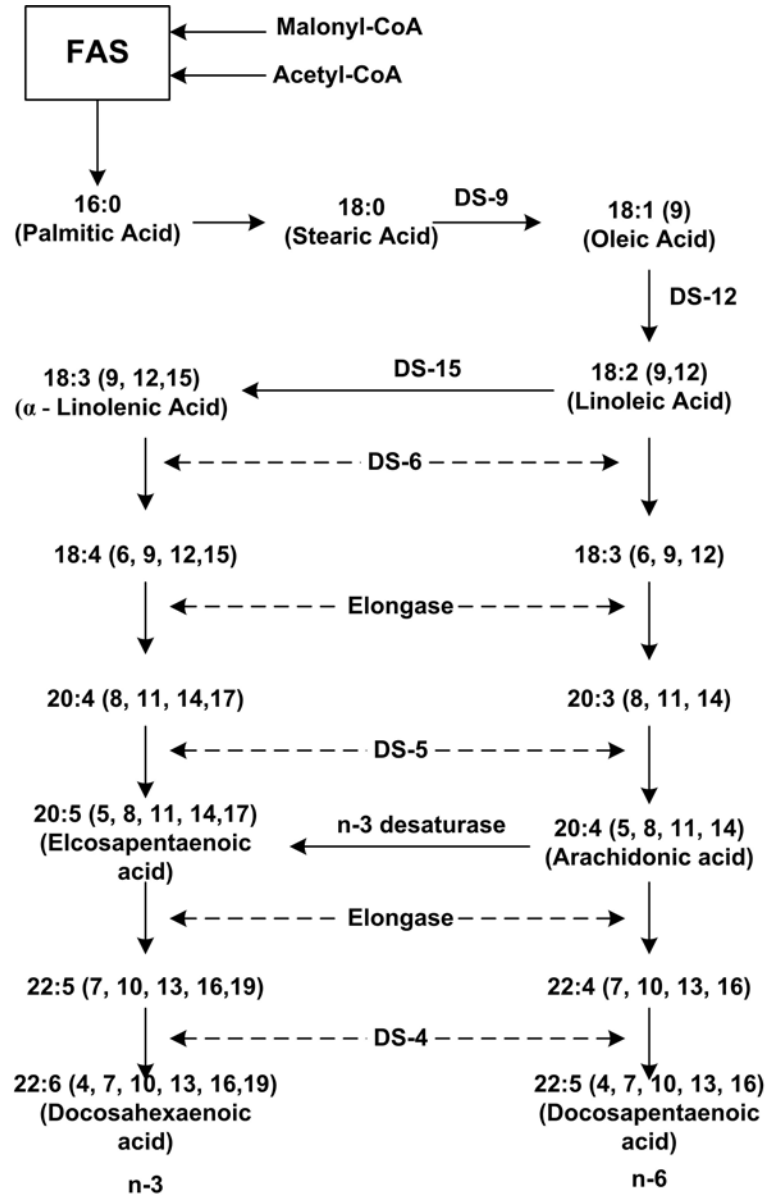 FAS
Malonyl-CoA
Acetyl-CoA
16:0
(Palmitic Acid)
18:0
(Stearic Acid)
DS-9
18:1 (9)
(Oleic Acid)
DS-12
18:3 (9, 12,15)
(α - Linolenic Acid)
DS-15
18:2 (9,12)
(Linoleic Acid)
DS-6
18:4 (6, 9, 12,15)
18:3 (6, 9, 12)
Elongase
20:4 (8, 11, 14,17)
20:3 (8, 11, 14)
DS-5
20:5 (5, 8, 11, 14,17)
(Elcosapentaenoic
acid)
n-3 desaturase
20:4 (5, 8, 11, 14)
(Arachidonic acid)
Elongase
22:5 (7, 10, 13, 16,19)
22:4 (7, 10, 13, 16)
DS-4
22:6 (4, 7, 10, 13, 16,19)
(Docosahexaenoic
acid)
22:5 (4, 7, 10, 13, 16)
(Docosapentaenoic
acid)
n-3
n-6